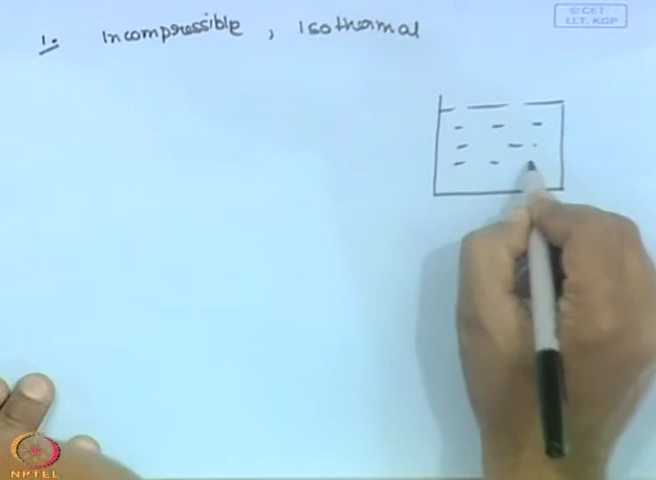 © CET
I.I.T. KGP
1. Incompressible, Isothermal
NPTEL